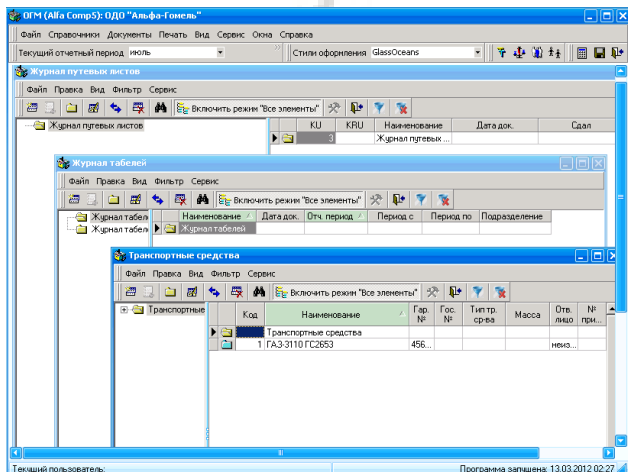 ОГМ (Alfa Comp5): ОДО "Альфа-Гомель"
Файл Справочники Документы Печать Вид Сервис Окна Справка
Текущий отчетный период июль Стили оформления GlassOceans
Журнал путевых листов
Файл Правка Вид Фильтр Сервис
Включить режим "Все элементы"
Журнал путевых листов
KU KRU Наименование Дата док. Сдал
3 Журнал путевых ...
Журнал табелей
Файл Правка Вид Фильтр Сервис
Включить режим "Все элементы"
Журнал табел
Журнал табел
Наименование Дата док. Отч. период Период с Период по Подразделение
Журнал табелей
Транспортные средства
Файл Правка Вид Фильтр Сервис
Включить режим "Все элементы"
Транспортные
Код Наименование Гар. № Гос. № Тип тр. ср-ва Масса Отв. лицо № при...
Транспортные средства
1 ГАЗ-3110 ГС2653 456... неиз...
Текущий пользователь: Программа запущена: 13.03.2012 02:27